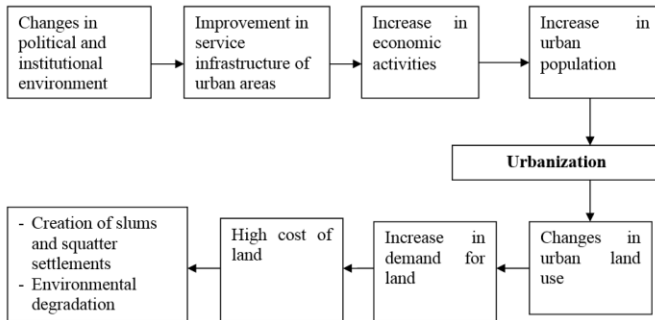 Changes in
political and
institutional
environment
Improvement in
service
infrastructure of
urban areas
Increase in
economic
activities
Increase in
urban
population
Urbanization
Changes in
urban land
use
Increase in
demand for
land
High cost of
land
- Creation of slums
and squatter
settlements
- Environmental
degradation